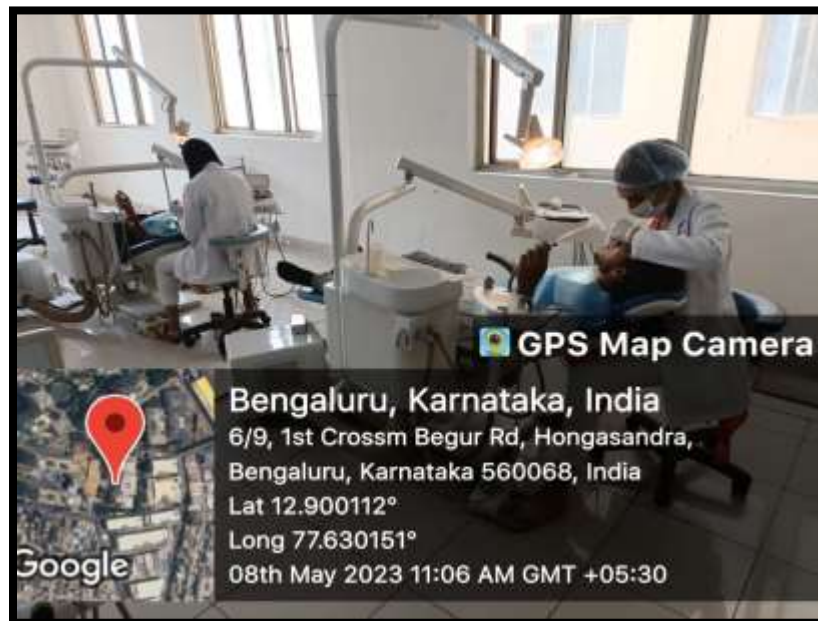 GPS Map Camera
Bengaluru, Karnataka, India
6/9, 1st Crossm Begur Rd, Hongasandra,
Bengaluru, Karnataka 560068, India
Lat 12.900112°
Long 77.630151°
08th May 2023 11:06 AM GMT +05:30
Google